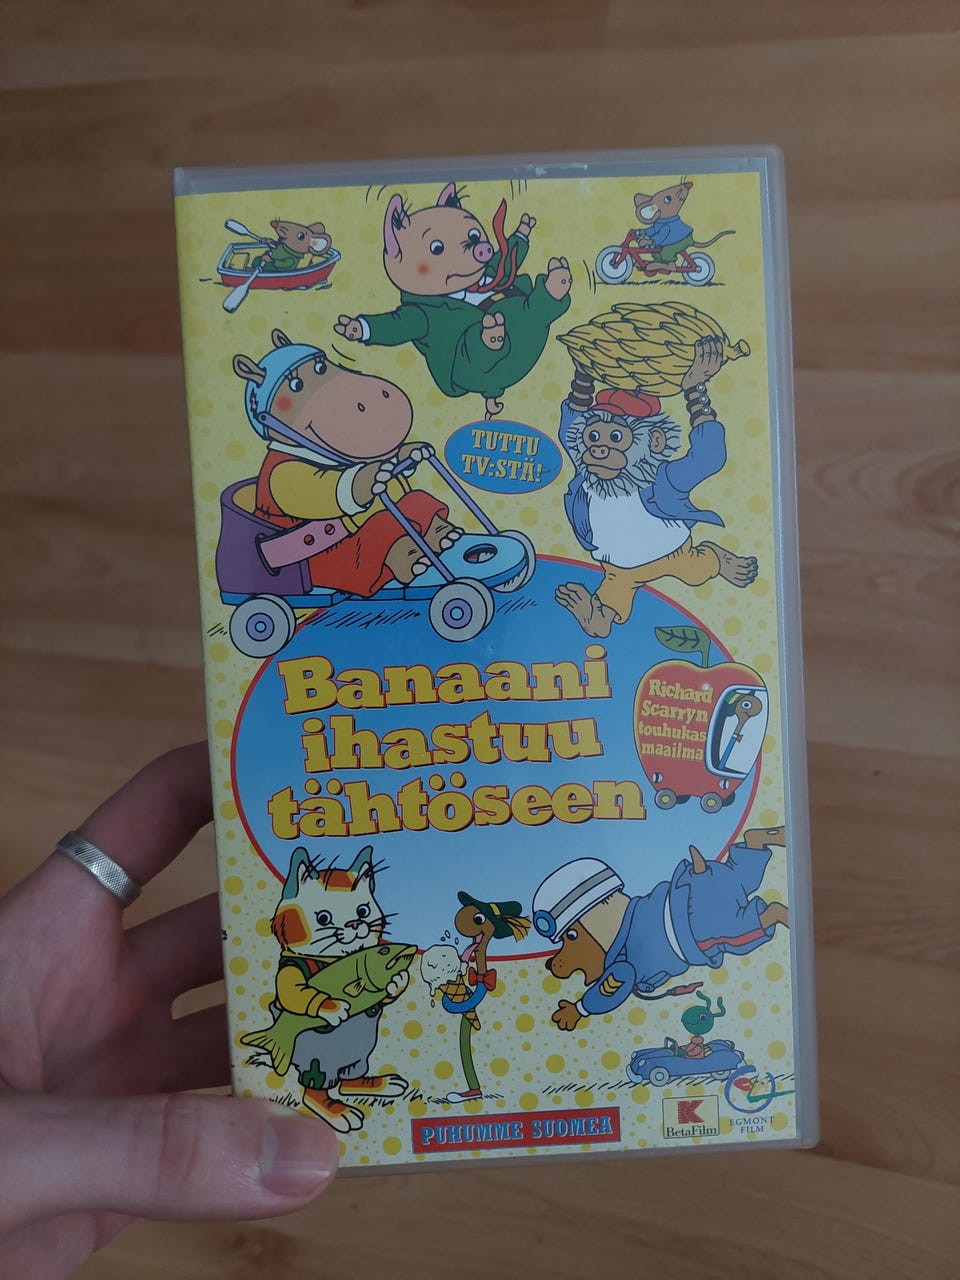 TUTTU
TV:STÄ!
Banaani
ihastuu
tähtöseen
Richard
Scarryn
touhukas
maailma
PUHUMME SUOMEA
K
BetaFilm
EGMONT
FILM